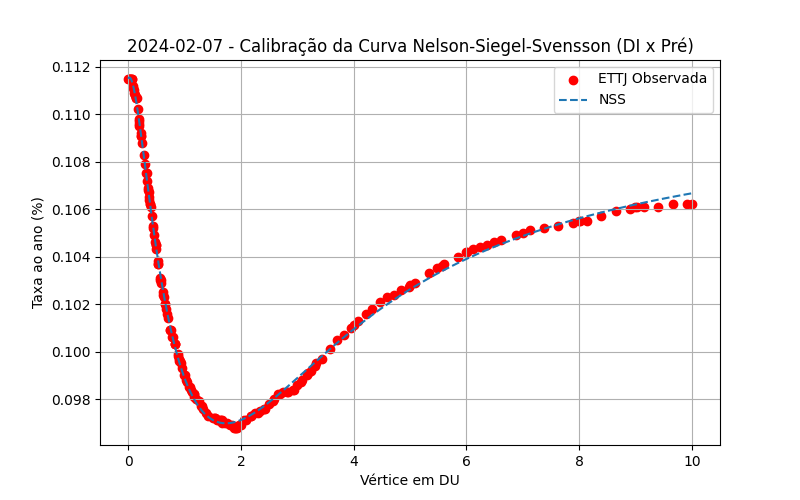 2024-02-07 - Calibração da Curva Nelson-Siegel-Svensson (DI x Pré)
ETTJ Observada
NSS
Taxa ao ano (%)
0.112
0.110
0.108
0.106
0.104
0.102
0.100
0.098
0 2 4 6 8 10
Vértice em DU